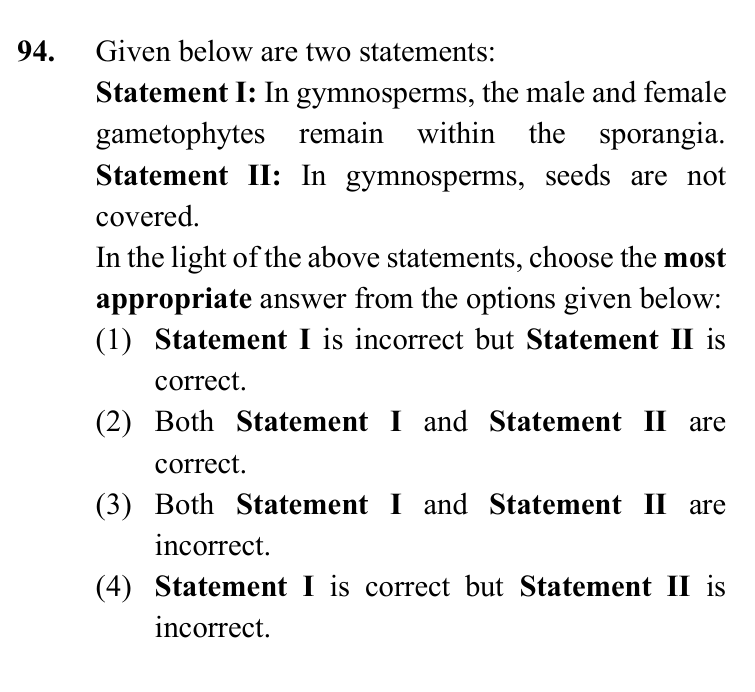 94. Given below are two statements:
Statement I: In gymnosperms, the male and female
gametophytes remain within the sporangia.
Statement II: In gymnosperms, seeds are not
covered.
In the light of the above statements, choose the most
appropriate answer from the options given below:
(1) Statement I is incorrect but Statement II is
correct.
(2) Both Statement I and Statement II are
correct.
(3) Both Statement I and Statement II are
incorrect.
(4) Statement I is correct but Statement II is
incorrect.